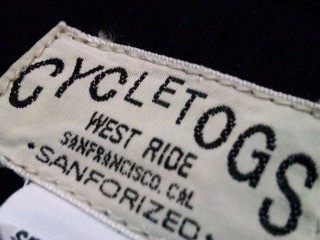 CYCLETOGS
WEST RIDE
SANFRANCISCO. CAL
·SANFORIZED·